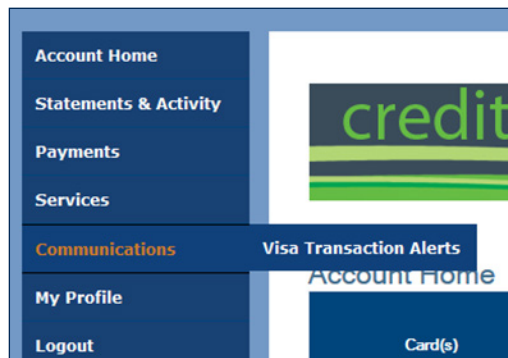 Account Home
Statements & Activity
Payments
Services
Communications
Visa Transaction Alerts
My Profile
Logout
credit
Account Home
Card(s)